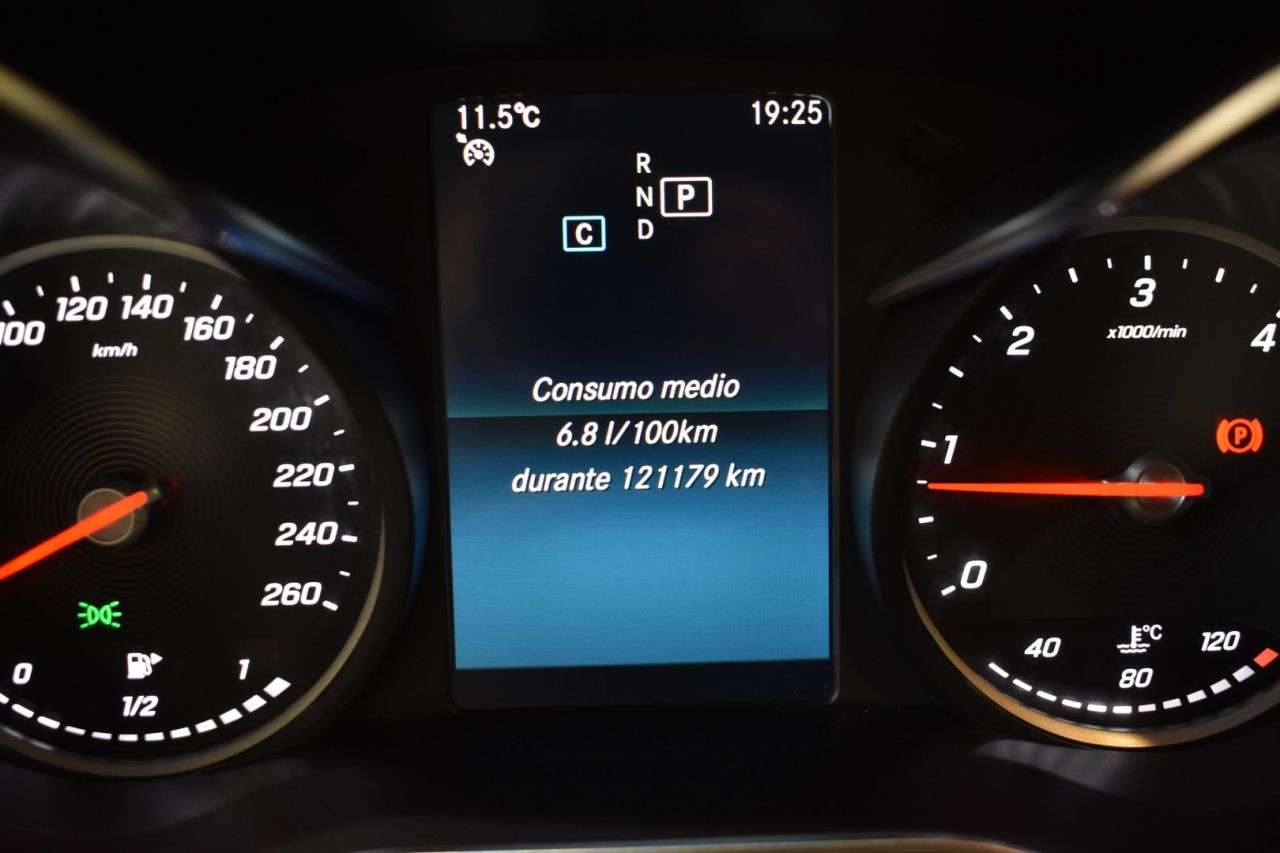 11.5°C
19:25
R
N
P
C
D
Consumo medio
6.8 l/100km
durante 121179 km
100
120
140
160
180
200
220
240
260
km/h
0
1/2
1
0
1
2
3
4
x1000/min
P
40
80
120
°C